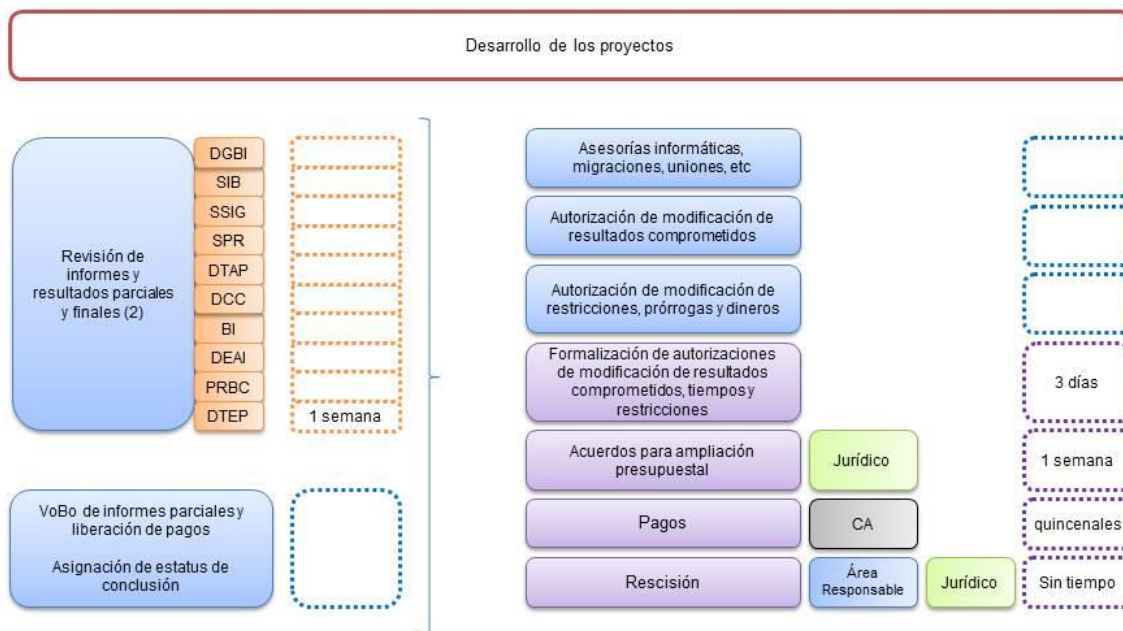 Desarrollo de los proyectos
Revisión de
informes y
resultados parciales
y finales (2)
DGBI
SIB
SSIG
SPR
DTAP
DCC
BI
DEAI
PRBC
DTEP
1 semana
VoBo de informes parciales y
liberación de pagos
Asignación de estatus de
conclusión
Asesorías informáticas,
migraciones, uniones, etc
Autorización de modificación de
resultados comprometidos
Autorización de modificación de
restricciones, prórrogas y dineros
Formalización de autorizaciones
de modificación de resultados
comprometidos, tiempos y
restricciones
3 días
Acuerdos para ampliación
presupuestal
Jurídico
1 semana
Pagos
CA
quincenales
Rescisión
Área
Responsable
Jurídico
Sin tiempo